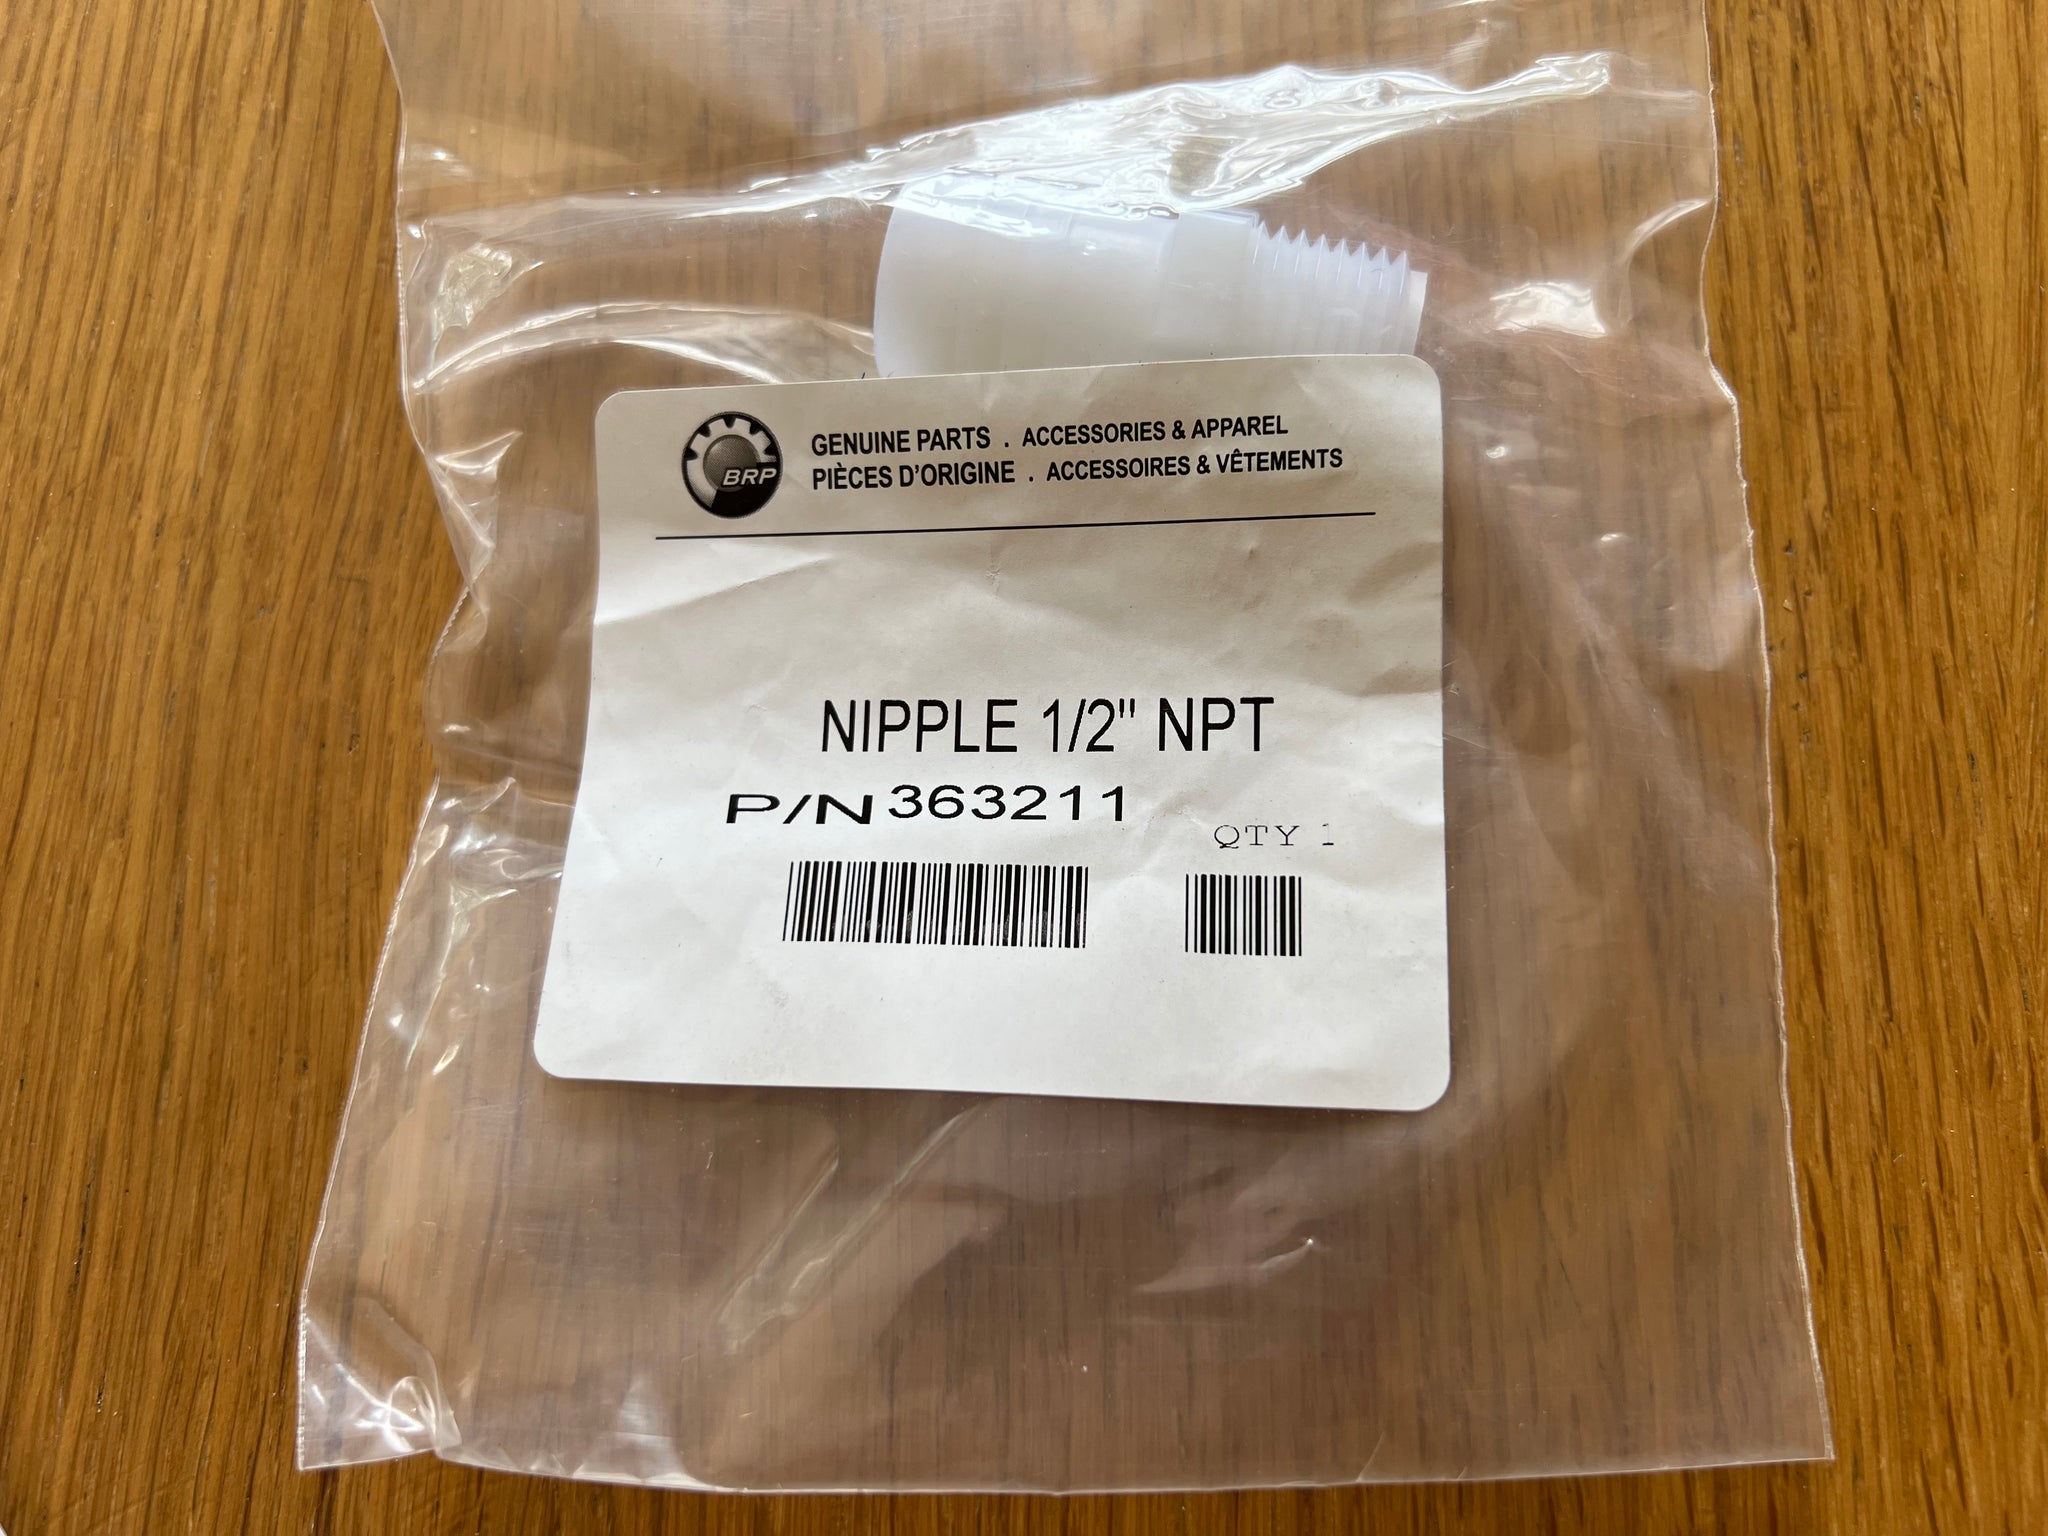 BRP
GENUINE PARTS . ACCESSORIES & APPAREL
PIÈCES D'ORIGINE . ACCESSOIRES & VÊTEMENTS
NIPPLE 1/2" NPT
P/N 363211
QTY 1